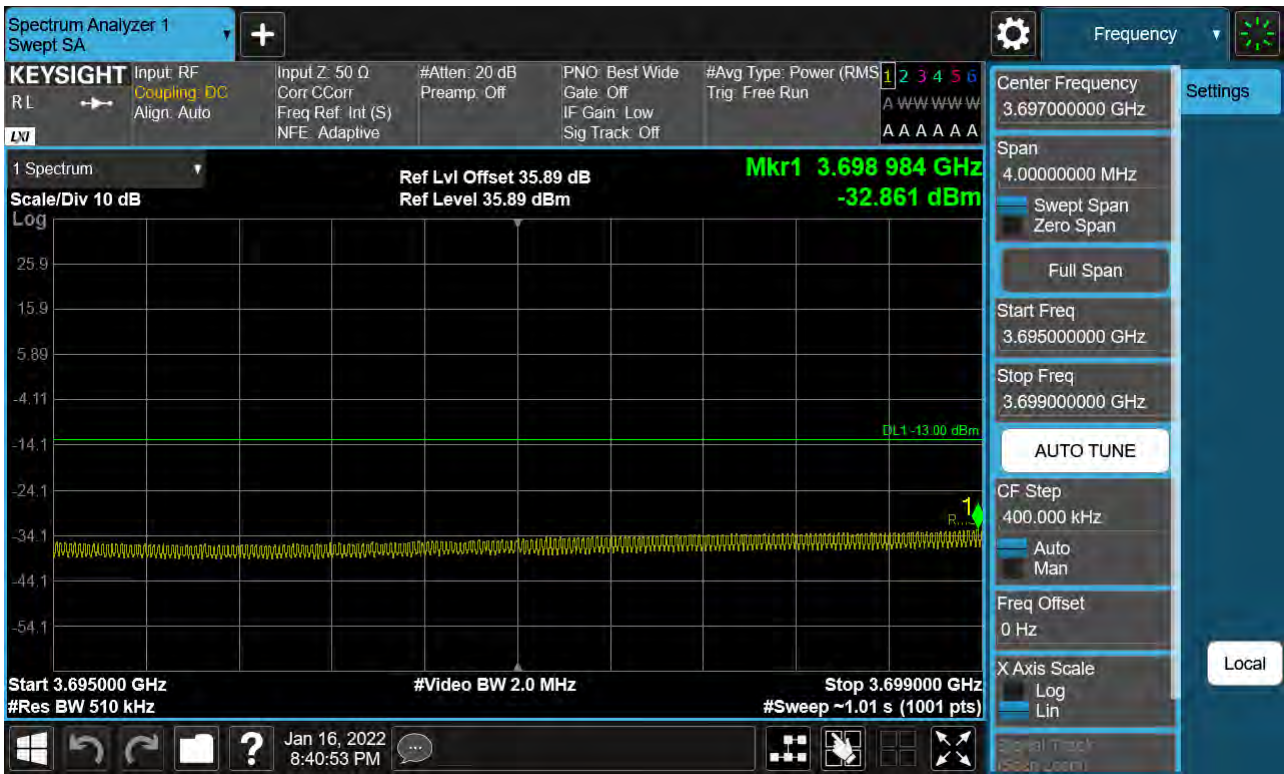 Spectrum Analyzer 1
Swept SA
+
Frequency
KEYSIGHT
R L
LXI
Input: RF
Coupling: DC
Align: Auto
Input Z: 50 Ω
Corr CCorr
Freq Ref: Int (S)
NFE: Adaptive
#Atten: 20 dB
Preamp: Off
PNO: Best Wide
Gate: Off
IF Gain: Low
Sig Track: Off
#Avg Type: Power (RMS
Trig: Free Run
1 2 3 4 5 6
A W W W W W
A A A A A A
1 Spectrum
Scale/Div 10 dB
Log
Ref Lvl Offset 35.89 dB
Ref Level 35.89 dBm
Mkr1 3.698 984 GHz
-32.861 dBm
25.9
15.9
5.89
-4.11
DL1 -13.00 dBm
-14.1
-24.1
1
-34.1
-44.1
-54.1
Start 3.695000 GHz
#Res BW 510 kHz
#Video BW 2.0 MHz
Stop 3.699000 GHz
#Sweep ~1.01 s (1001 pts)
Center Frequency
3.697000000 GHz
Settings
Span
4.00000000 MHz
Swept Span
Zero Span
Full Span
Start Freq
3.695000000 GHz
Stop Freq
3.699000000 GHz
AUTO TUNE
CF Step
400.000 kHz
Auto
Man
Freq Offset
0 Hz
X Axis Scale
Log
Lin
Local
?
Jan 16, 2022
8:40:53 PM